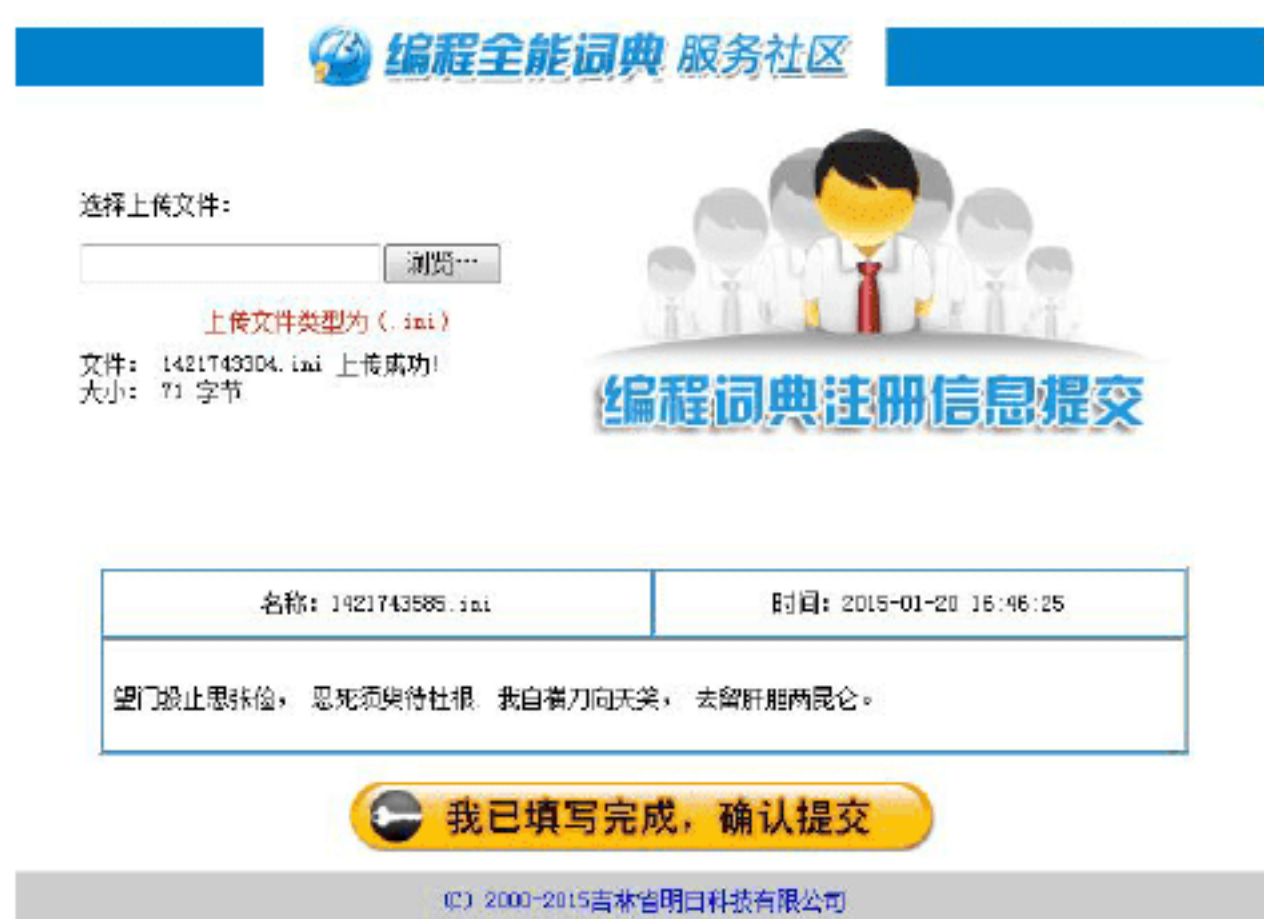 编程全能词典 服务社区
选择上传文件:
浏览…
上传文件类型为(.ini)
文件: 1421743304.ini 上传成功!
大小: 71 字节
编程词典注册信息提交
名称: 1421743585.ini
时间: 2015-01-20 16:46:25
望门投止思张俭, 忍死须臾待杜根 我自横刀向天笑, 去留肝胆两昆仑。
我已填写完成,确认提交
(C) 2000-2015吉林省明日科技有限公司